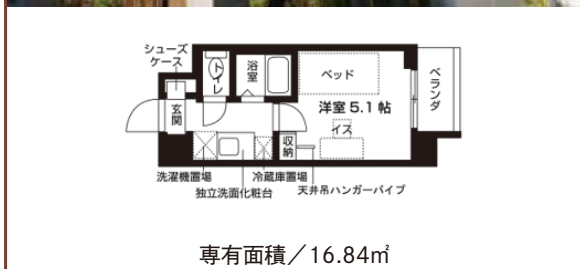 シューズ
ケース
トイレ
浴室
ベッド
ベランダ
玄関
洋室 5.1 帖
イス
収納
洗濯機置場
冷蔵庫置場
天井吊ハンガーパイプ
独立洗面化粧台
専有面積／16.84㎡